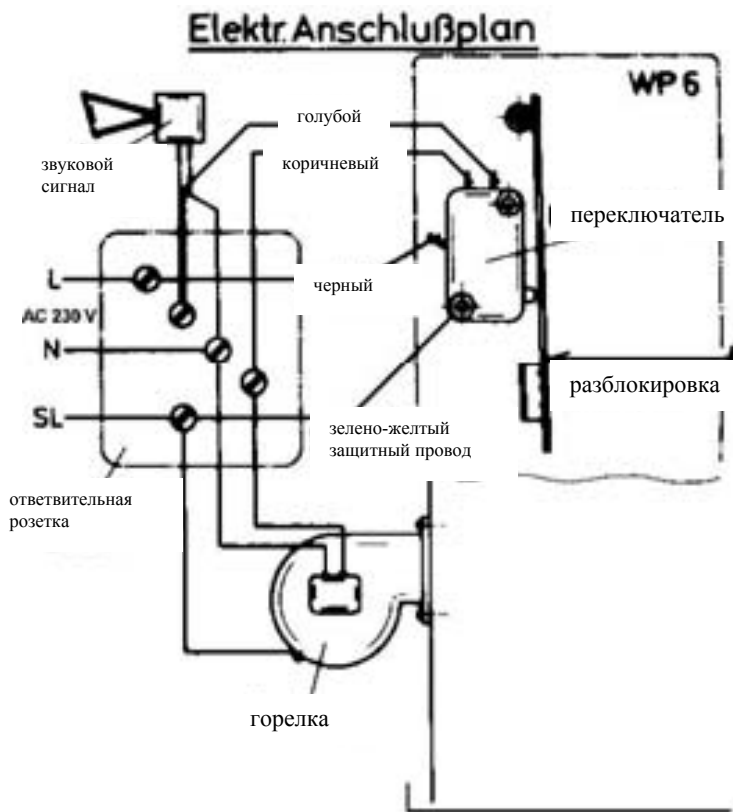 Elektr. Anschlußplan
WP 6
голубой
звуковой
сигнал
коричневый
переключатель
L
черный
AC 230 V
N
разблокировка
SL
зелено-желтый
защитный провод
ответвительная
розетка
горелка